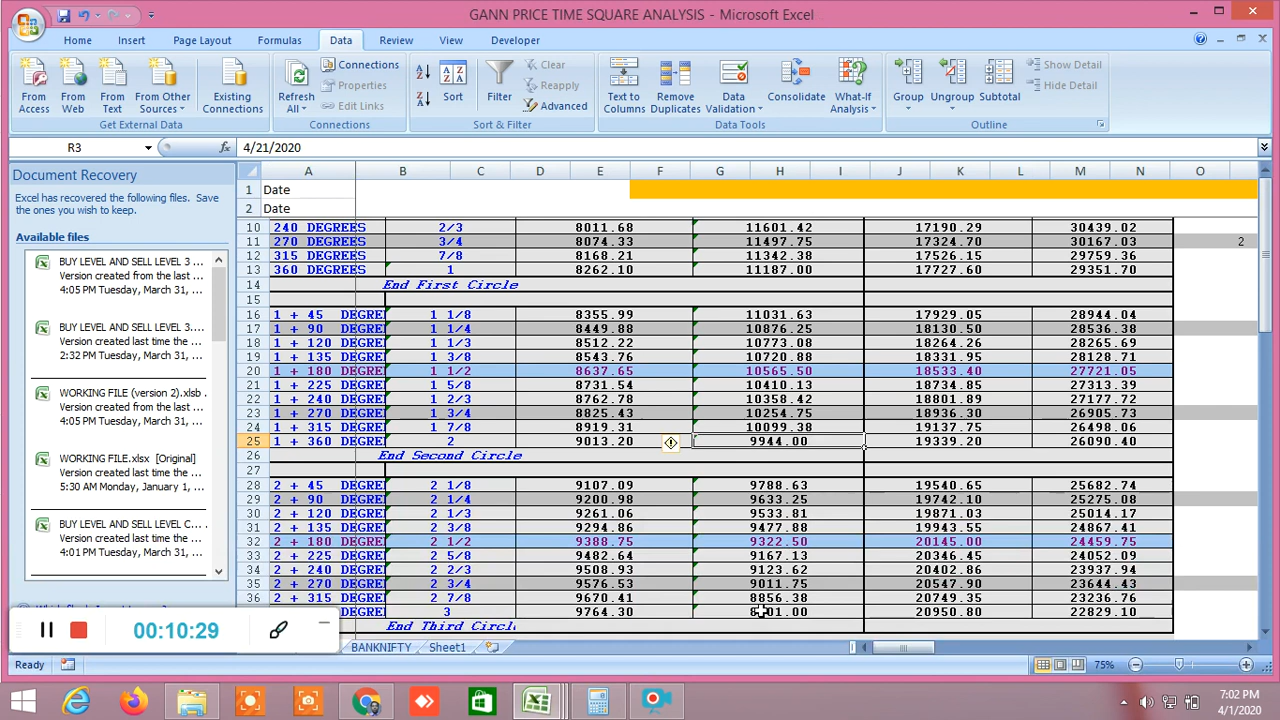 GANN PRICE TIME SQUARE ANALYSIS - Microsoft Excel
Home Insert Page Layout Formulas Data Review View Developer
From Access
From Web
From Text
From Other Sources
Existing Connections
Get External Data
Refresh All
Connections
Properties
Edit Links
Connections
Sort
Filter
Clear
Reapply
Advanced
Sort & Filter
Text to Columns
Remove Duplicates
Data Validation
Consolidate
What-If Analysis
Data Tools
Group
Ungroup
Subtotal
Show Detail
Hide Detail
Outline
R3 fx 4/21/2020
Document Recovery
Excel has recovered the following files. Save
the ones you wish to keep.
Available files
BUY LEVEL AND SELL LEVEL 3 ...
Version created from the last ...
4:05 PM Tuesday, March 31, ...
BUY LEVEL AND SELL LEVEL 3....
Version created last time the ...
2:32 PM Tuesday, March 31, ...
WORKING FILE (version 2).xlsb
Version created from the last ...
4:05 PM Tuesday, March 31, ...
WORKING FILE.xlsx [Original]
Version created last time the ...
5:30 AM Monday, January 1, ...
BUY LEVEL AND SELL LEVEL C...
Version created last time the ...
4:01 PM Tuesday, March 31, ...
A B C D E F G H I J K L M N O
1 Date
2 Date
10 240 DEGREES 2/3 8011.68 11601.42 17190.29 30439.02
11 270 DEGREES 3/4 8074.33 11497.75 17324.70 30167.03 2
12 315 DEGREES 7/8 8168.21 11342.38 17526.15 29759.36
13 360 DEGREES 1 8262.10 11187.00 17727.60 29351.70
14 End First Circle
15
16 1 + 45 DEGRE 1 1/8 8355.99 11031.63 17929.05 28944.04
17 1 + 90 DEGRE 1 1/4 8449.88 10876.25 18130.50 28536.38
18 1 + 120 DEGRE 1 1/3 8512.22 10773.08 18264.26 28265.69
19 1 + 135 DEGRE 1 3/8 8543.76 10720.88 18331.95 28128.71
20 1 + 180 DEGRE 1 1/2 8637.65 10565.50 18533.40 27721.05
21 1 + 225 DEGRE 1 5/8 8731.54 10410.13 18734.85 27313.39
22 1 + 240 DEGRE 1 2/3 8762.78 10358.42 18801.89 27177.72
23 1 + 270 DEGRE 1 3/4 8825.43 10254.75 18936.30 26905.73
24 1 + 315 DEGRE 1 7/8 8919.31 10099.38 19137.75 26498.06
25 1 + 360 DEGRE 2 9013.20 9944.00 19339.20 26090.40
26 End Second Circle
27
28 2 + 45 DEGRE 2 1/8 9107.09 9788.63 19540.65 25682.74
29 2 + 90 DEGRE 2 1/4 9200.98 9633.25 19742.10 25275.08
30 2 + 120 DEGRE 2 1/3 9261.06 9533.81 19871.03 25014.17
31 2 + 135 DEGRE 2 3/8 9294.86 9477.88 19943.55 24867.41
32 2 + 180 DEGRE 2 1/2 9388.75 9322.50 20145.00 24459.75
33 2 + 225 DEGRE 2 5/8 9482.64 9167.13 20346.45 24052.09
34 2 + 240 DEGRE 2 2/3 9508.93 9123.62 20402.86 23937.94
35 2 + 270 DEGRE 2 3/4 9576.53 9011.75 20547.90 23644.43
36 2 + 315 DEGRE 2 7/8 9670.41 8856.38 20749.35 23236.76
DEGRE 3 9764.30 20950.80 22829.10
End Third Circl
00:10:29
BANKNIFTY Sheet1
Ready 75%
7:02 PM
4/1/2020